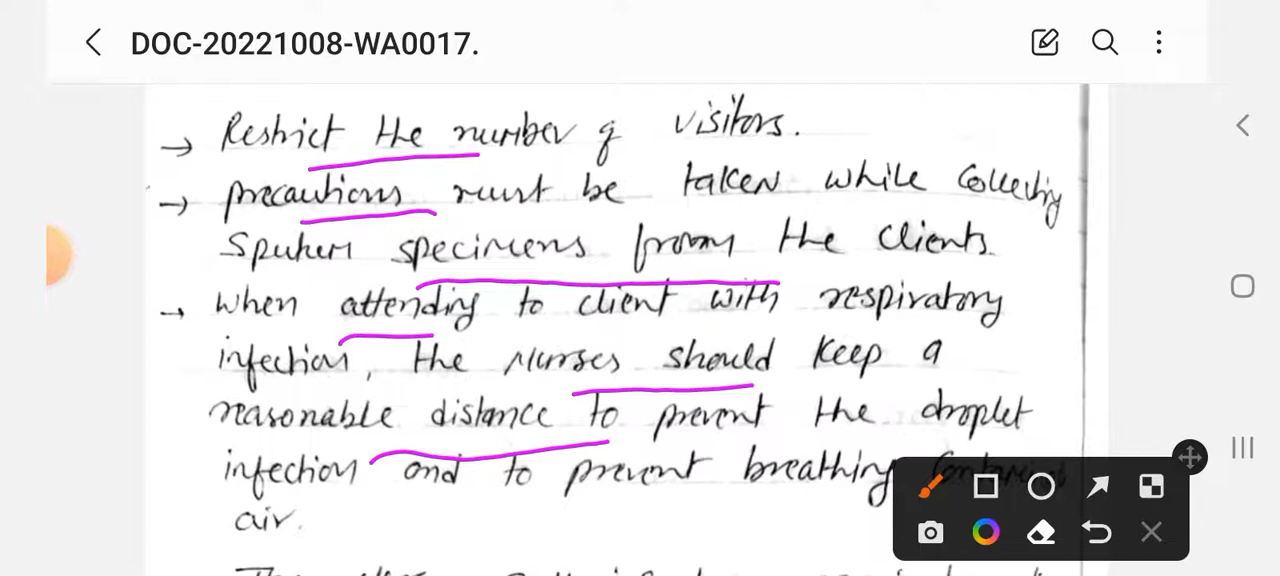 DOC-20221008-WA0017.
→ Restrict the number of visitors.
→ precautions must be taken while collecting
Sputum specimens from the clients.
→ when attending to client with respiratory
infection, the nurses should keep a
reasonable distance to prevent the droplet
infection and to prevent breathing
air.